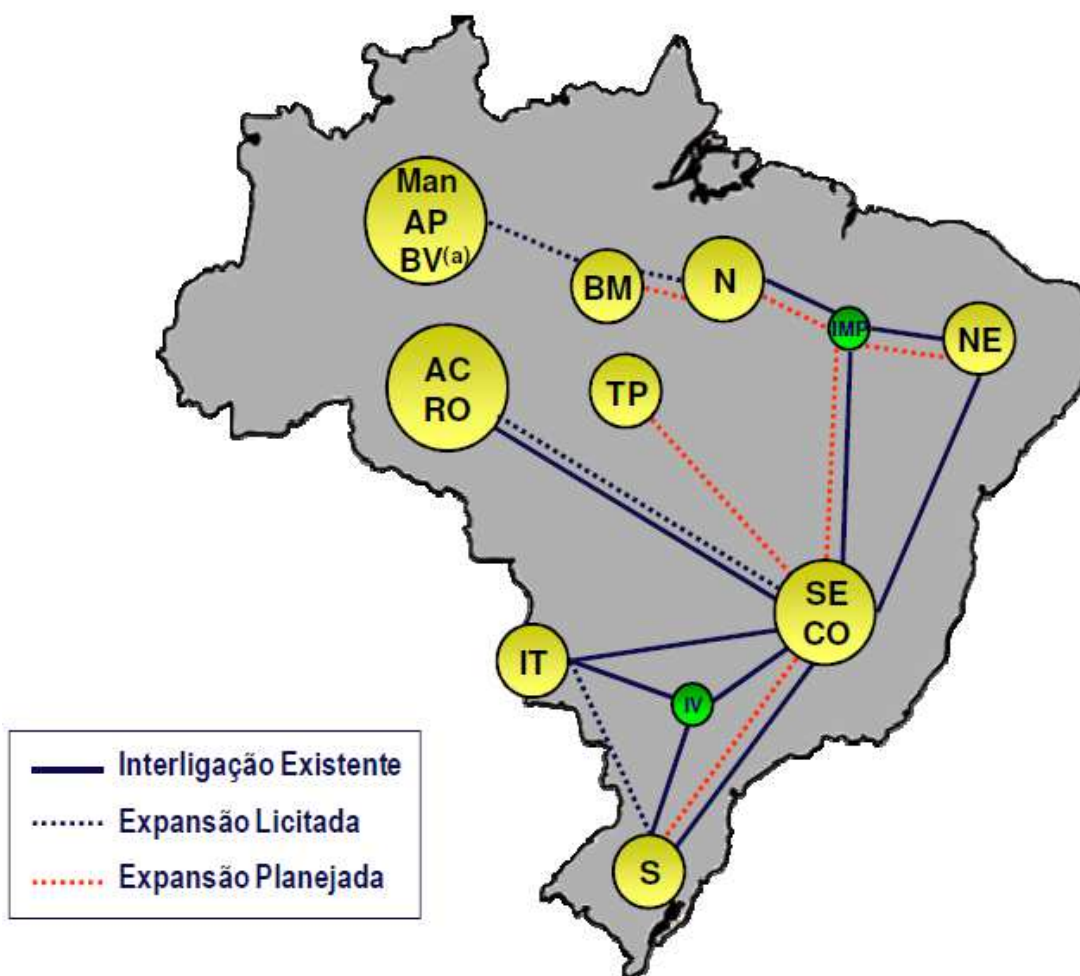 Man
AP
BV(a)
BM
N
IMP
NE
AC
RO
TP
SE
CO
IT
IV
S
Interligação Existente
Expansão Licitada
Expansão Planejada